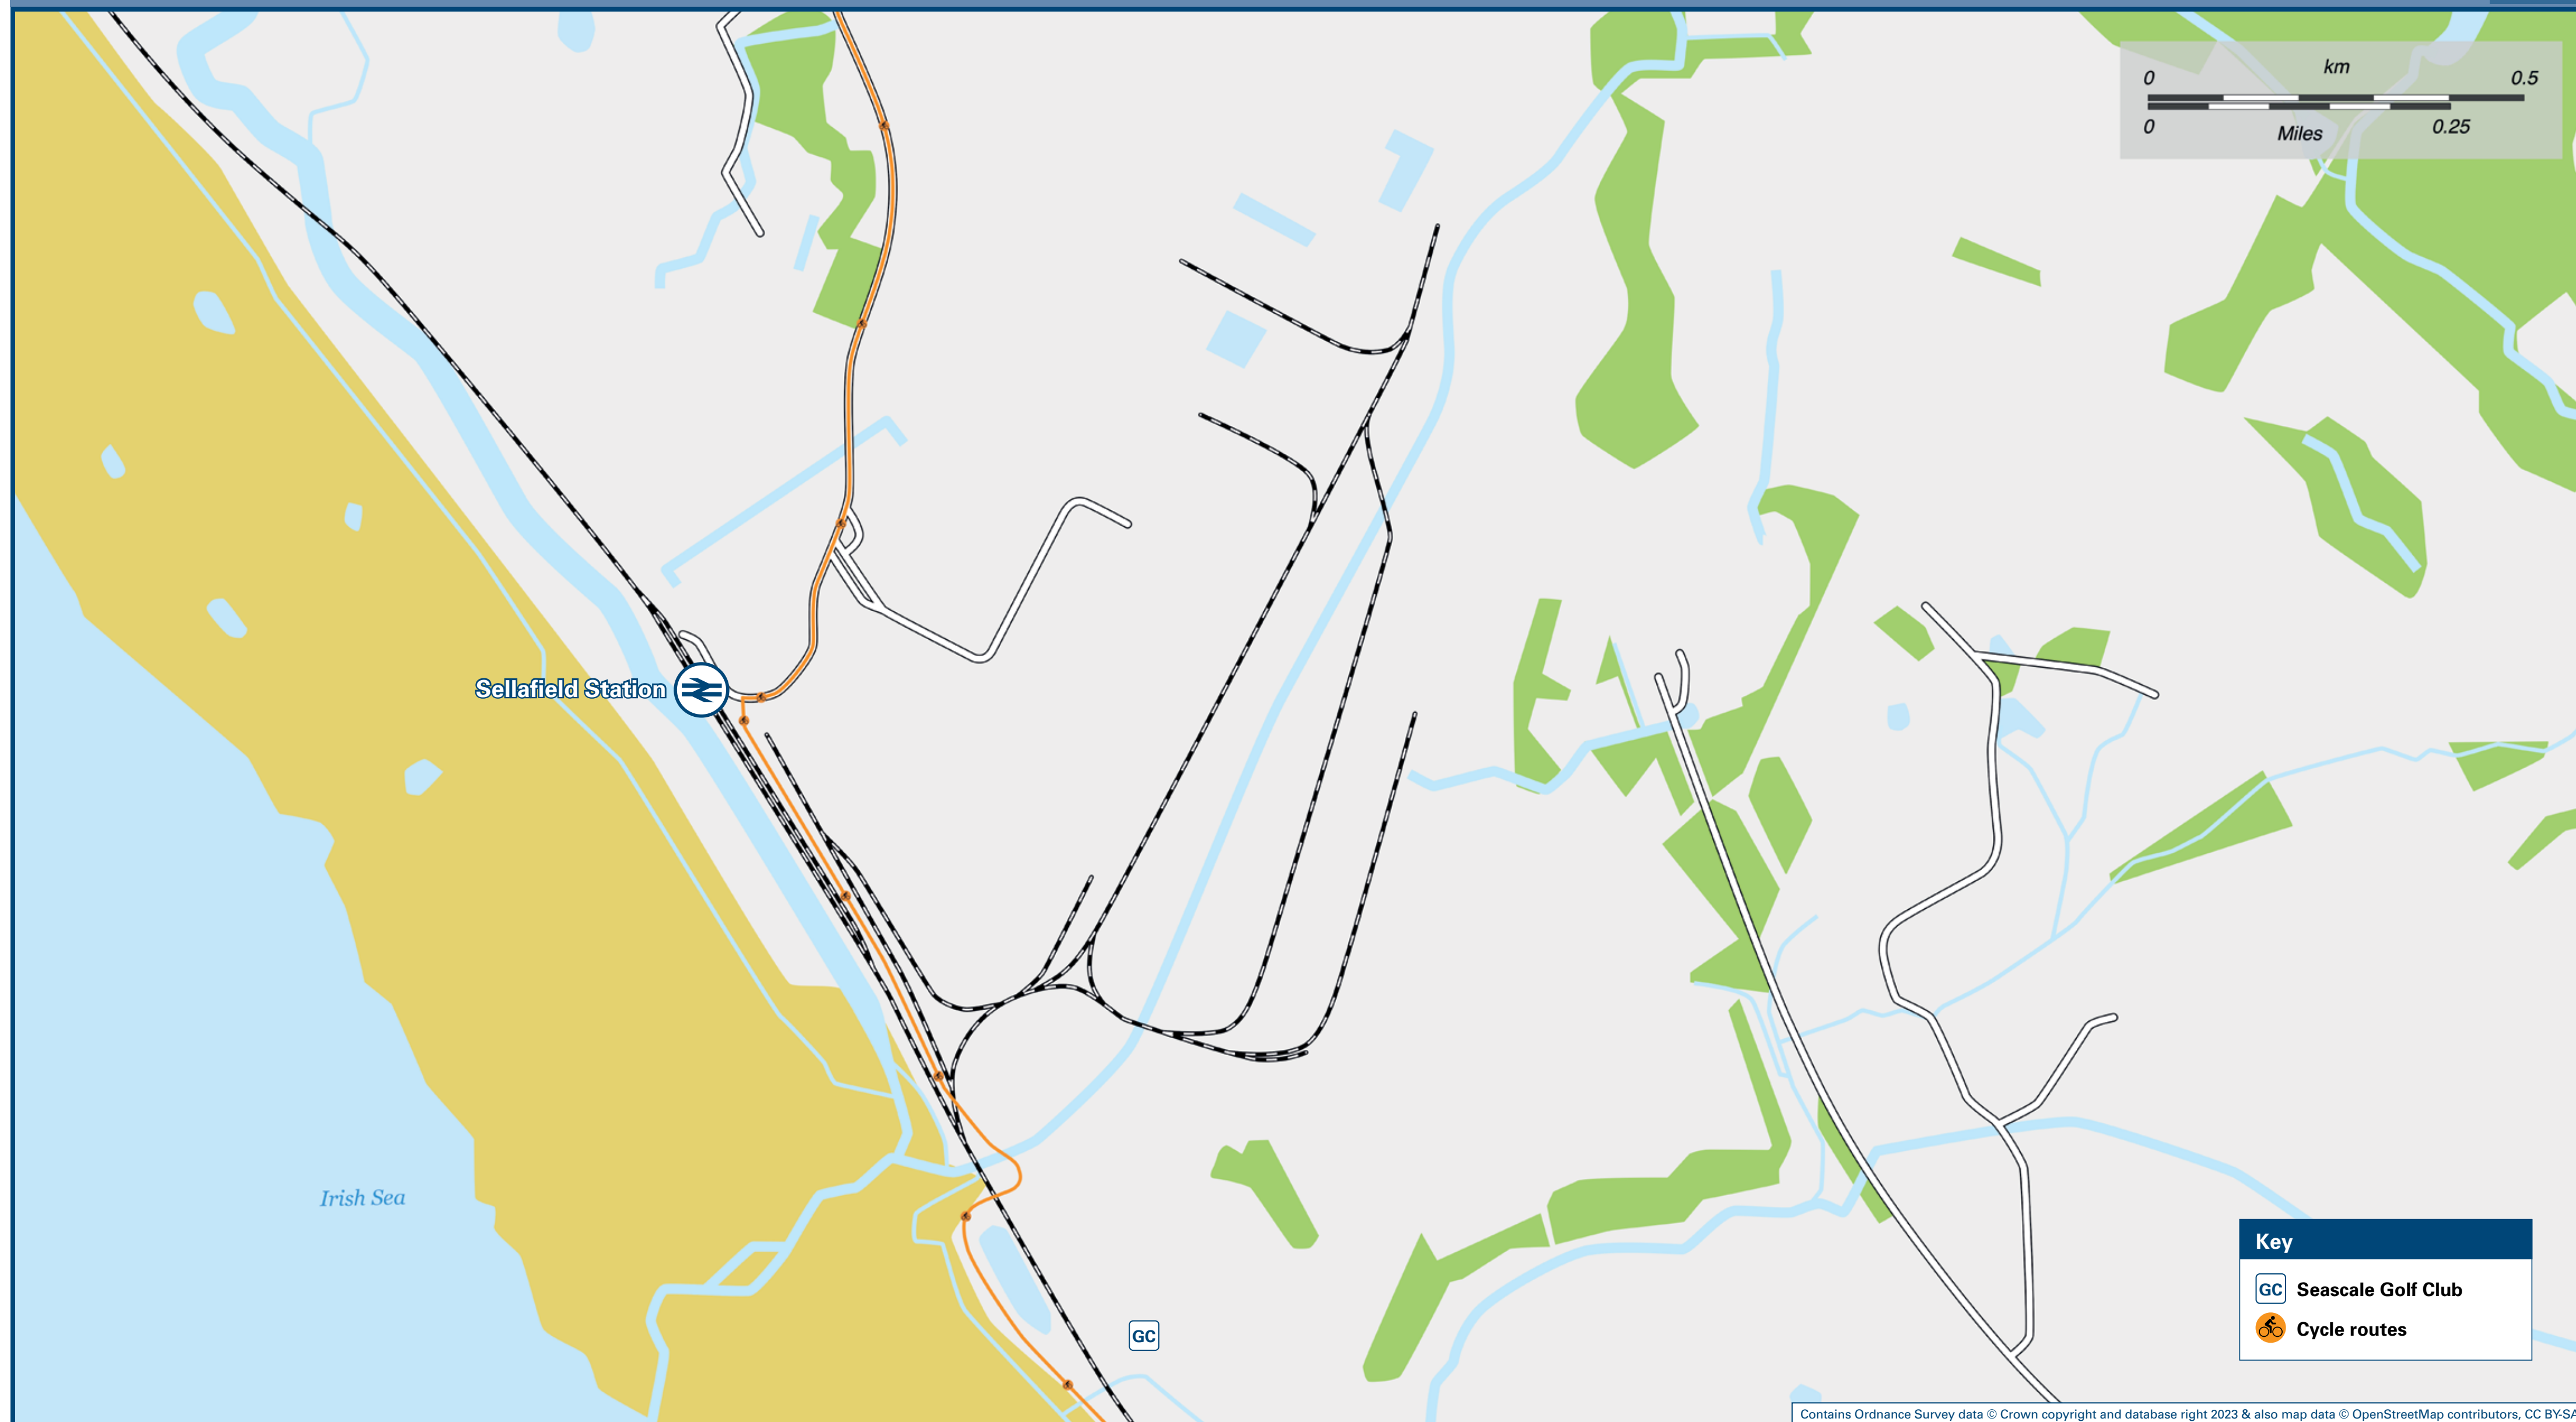 km
0 0.5
0 Miles 0.25
Sellafield Station
Irish Sea
GC
Key
GC Seascale Golf Club
Cycle routes
Contains Ordnance Survey data © Crown copyright and database right 2023 & also map data © OpenStreetMap contributors, CC BY-SA